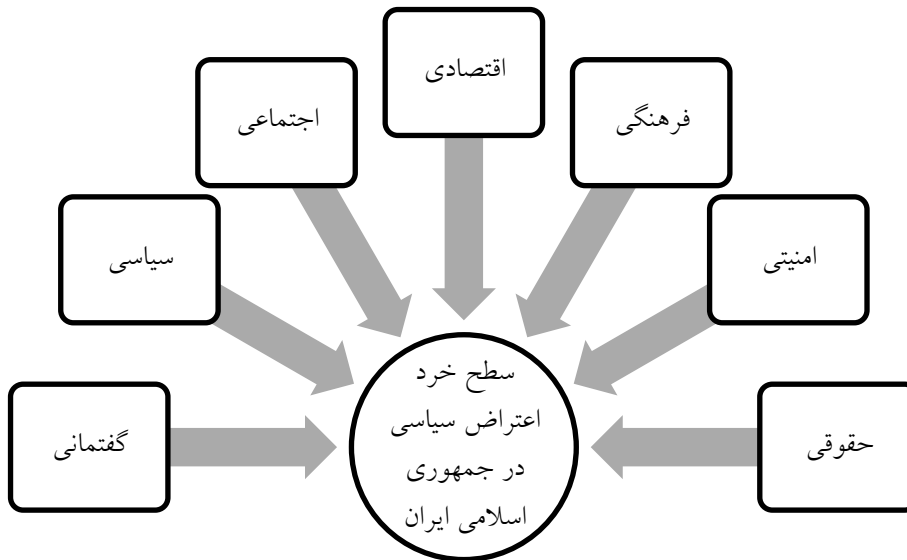 اقتصادی
فرهنگی
اجتماعی
امنیتی
سیاسی
حقوقی
گفتمانی
سطح خرد
اعتراض سیاسی
در جمهوری
اسلامی ایران